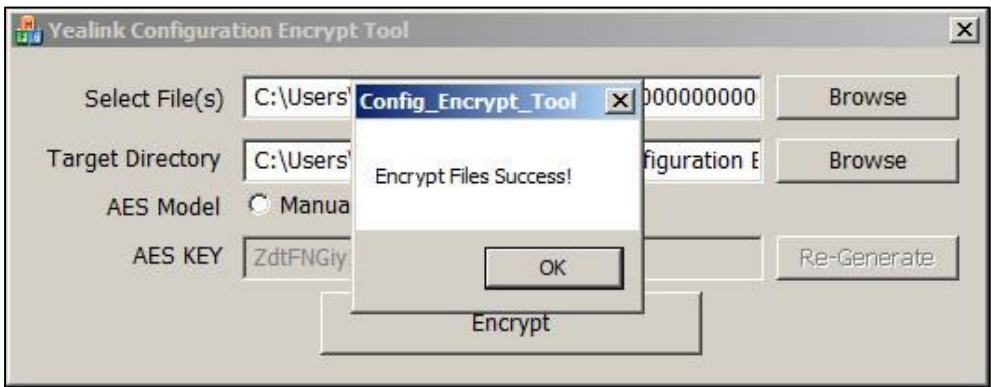 Yealink Configuration Encrypt Tool
Select File(s) C:\Users\ 000000000 Browse
Config_Encrypt_Tool
Target Directory C:\Users\ figuration E Browse
Encrypt Files Success!
AES Model Manua
AES KEY ZdtFNGiy Re-Generate
OK
Encrypt